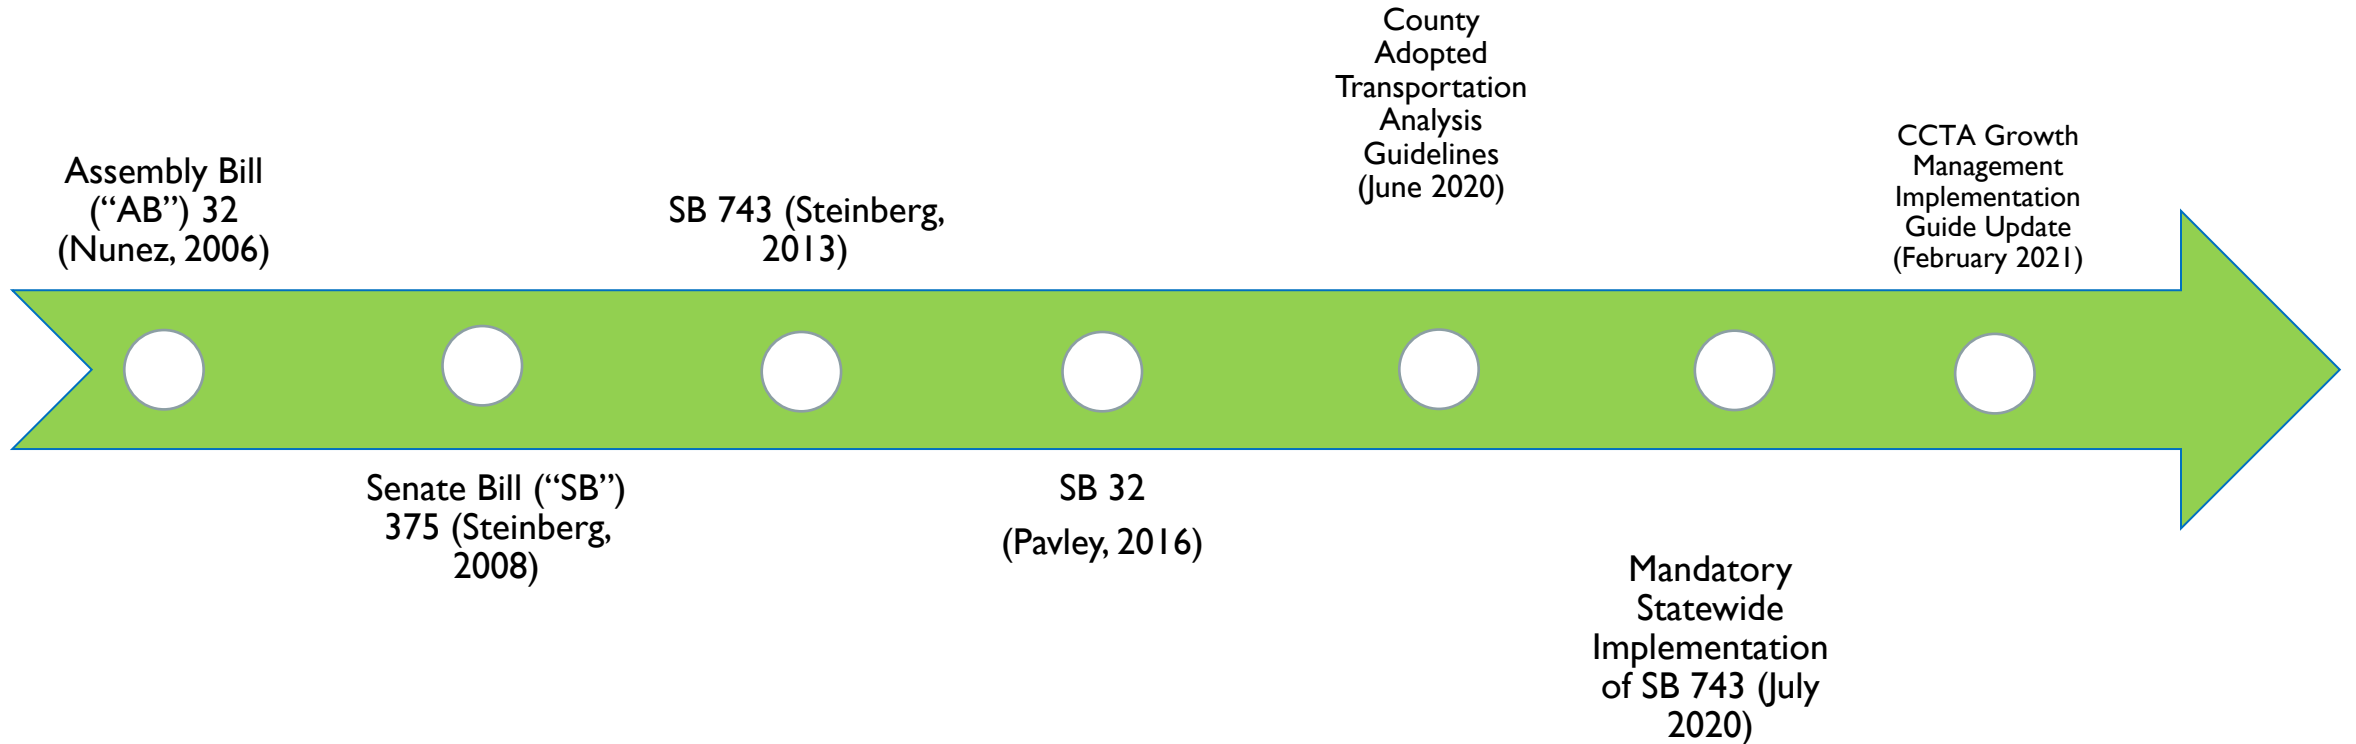 Assembly Bill
(“AB”) 32
(Nunez, 2006)
Senate Bill (“SB”)
375 (Steinberg,
2008)
SB 743 (Steinberg,
2013)
SB 32
(Pavley, 2016)
County
Adopted
Transportation
Analysis
Guidelines
(June 2020)
Mandatory
Statewide
Implementation
of SB 743 (July
2020)
CCTA Growth
Management
Implementation
Guide Update
(February 2021)